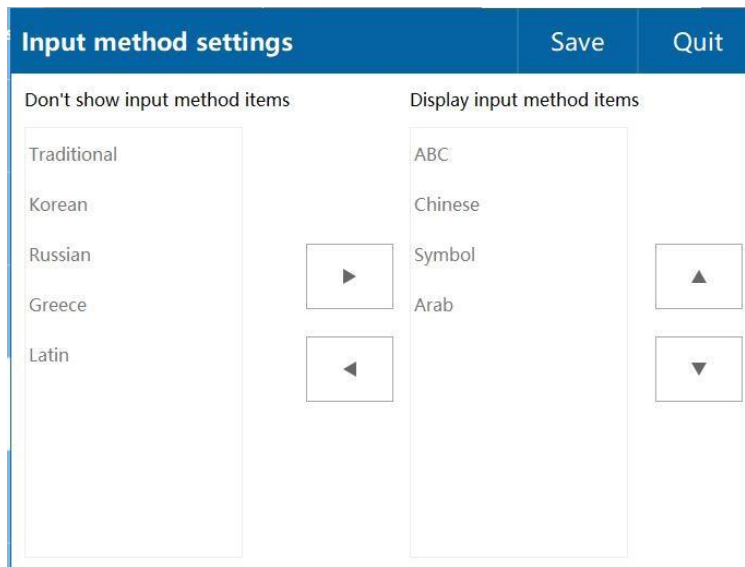 Input method settings
Save
Quit
Don't show input method items
Display input method items
Traditional
Korean
Russian
Greece
Latin
ABC
Chinese
Symbol
Arab